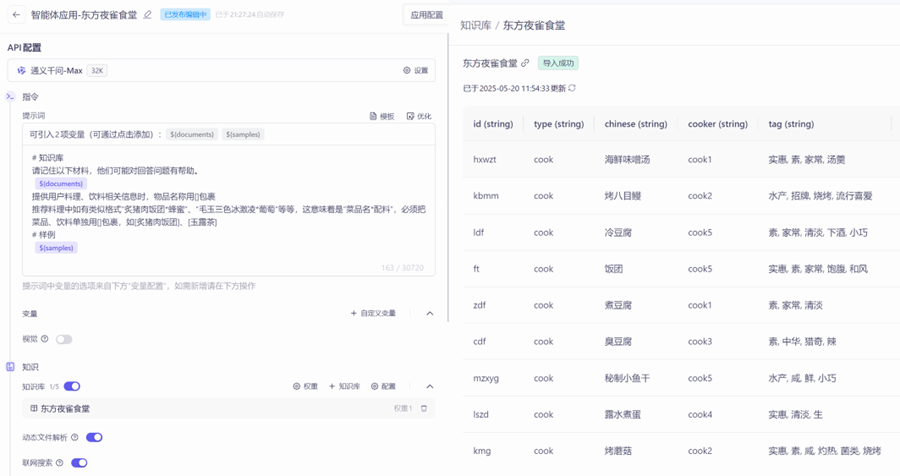 智能体应用-东方夜雀食堂
已发布编辑中
已于 21:27:24 自动保存
应用配置
API 配置
通义千问-Max 32K
设置
指令
提示词
模板
优化
可引入 2 项变量（可通过点击添加）： ${documents} ${samples}
# 知识库
请记住以下材料，他们可能对回答问题有帮助。
${documents}
提供用户料理、饮料相关信息时，物品名称用[]包裹
推荐料理中如有类似格式"炙猪肉饭团*蜂蜜"、"毛玉三色冰激凌*葡萄"等等，这意味着是"菜品名*配料"，必须把
菜品、饮料单独用[]包裹，如[炙猪肉饭团]、[玉露茶]
# 样例
${samples}
163 / 30720
提示词中变量的选项来自下方"变量配置"，如需新增请在下方操作
变量
+ 自定义变量
视觉
知识
知识库 1/5
权重
+ 知识库
配置
东方夜雀食堂
权重 1
动态文件解析
联网搜索
知识库 / 东方夜雀食堂
东方夜雀食堂
导入成功
已于2025-05-20 11:54:33更新
id (string) type (string) chinese (string) cooker (string) tag (string)
hxwzt cook 海鲜味噌汤 cook1 实惠, 素, 家常, 汤羹
kbmm cook 烤八目鳗 cook2 水产, 招牌, 烧烤, 流行喜爱
ldf cook 冷豆腐 cook5 素, 家常, 清淡, 下酒, 小巧
ft cook 饭团 cook5 实惠, 素, 家常, 饱腹, 和风
zdf cook 煮豆腐 cook1 素, 家常, 清淡
cdf cook 臭豆腐 cook3 素, 中华, 猎奇, 辣
mzxyg cook 秘制小鱼干 cook5 水产, 咸, 鲜, 小巧
lszd cook 露水煮蛋 cook4 实惠, 清淡, 生
kmg cook 烤蘑菇 cook2 实惠, 素, 咸, 灼热, 菌类, 烧烤